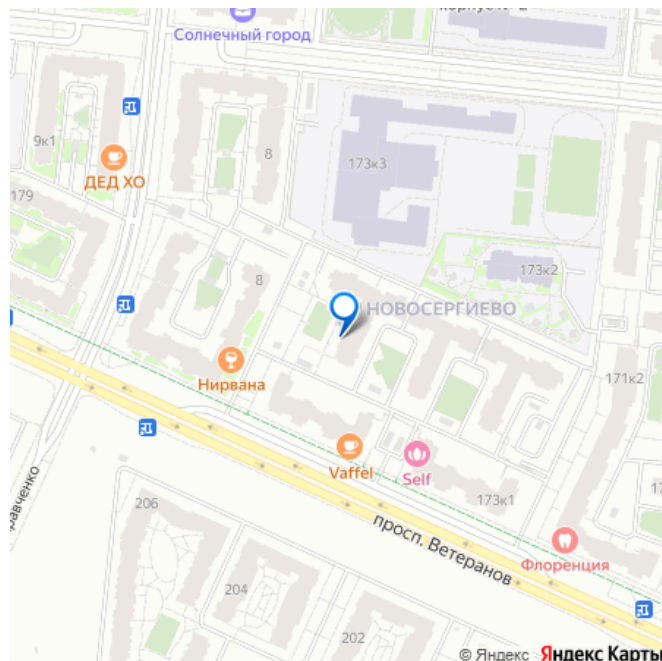 Солнечный город
9к1
8
173к3
ДЕД ХО
179
173к2
8
НОВОСЕРГИЕВО
Нирвана
171к2
Vaffel
Self
173к1
206
просп. Ветеранов
Флоренция
204
202
© Яндекс Яндекс Карты